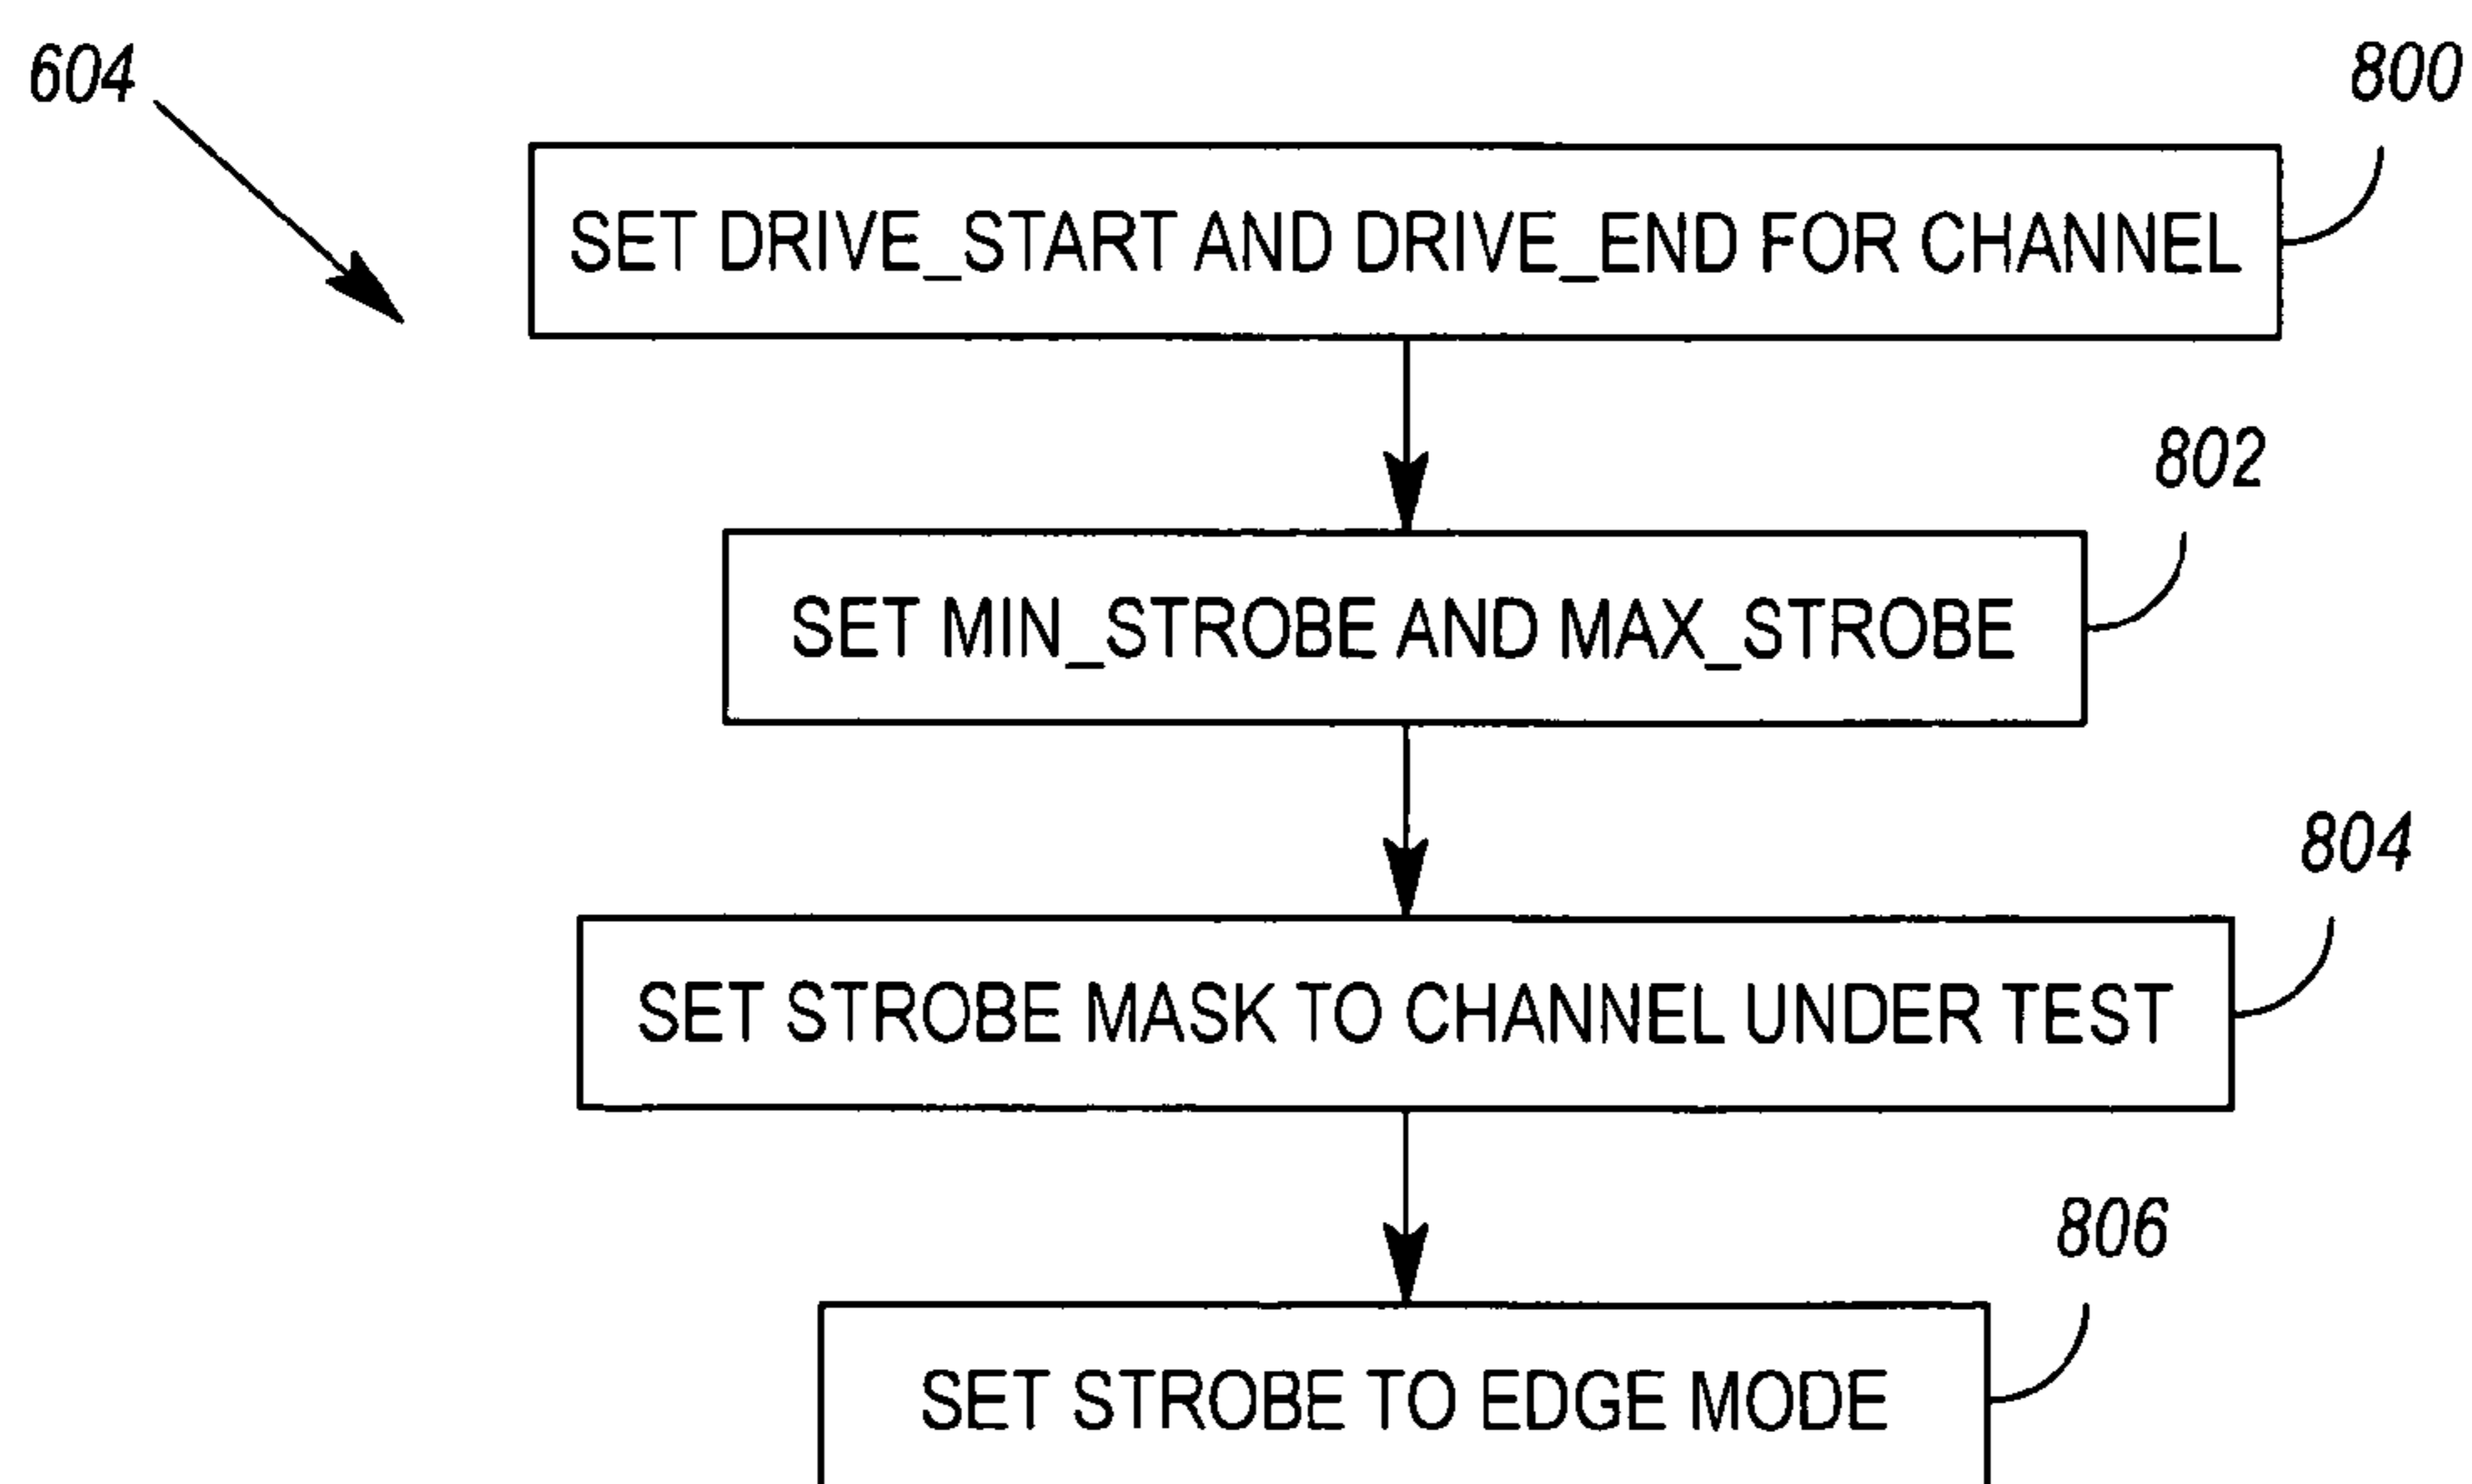 604
800
SET DRIVE_START AND DRIVE_END FOR CHANNEL
802
SET MIN_STROBE AND MAX_STROBE
804
SET STROBE MASK TO CHANNEL UNDER TEST
806
SET STROBE TO EDGE MODE